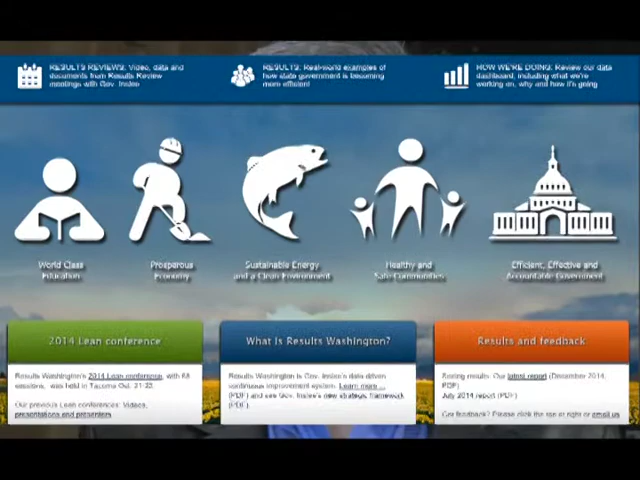 RESULTS REVIEWS: Video, data and
documents from Results Review
meetings with Gov. Inslee
RESULTS: Real-world examples of
how state government is becoming
more efficient
HOW WE'RE DOING: Review our data
dashboard, including what we're
working on, why and how it's going
World Class
Education
Prosperous
Economy
Sustainable Energy
and a Clean Environment
Healthy and
Safe Communities
Efficient, Effective and
Accountable Government
2014 Lean conference
What is Results Washington?
Results and feedback
Results Washington's 2014 Lean conference, with 68
sessions, was held in Tacoma Oct. 21-22.
Our previous Lean conferences: Videos,
presentations and presenters
Results Washington is Gov. Inslee's data driven
continuous improvement system. Learn more ...
(PDF) and see Gov. Inslee's new strategic framework
(PDF).
Scoring results: Our latest report (December 2014,
PDF)
July 2014 report (PDF)
Got feedback? Please click the tab at right or email us